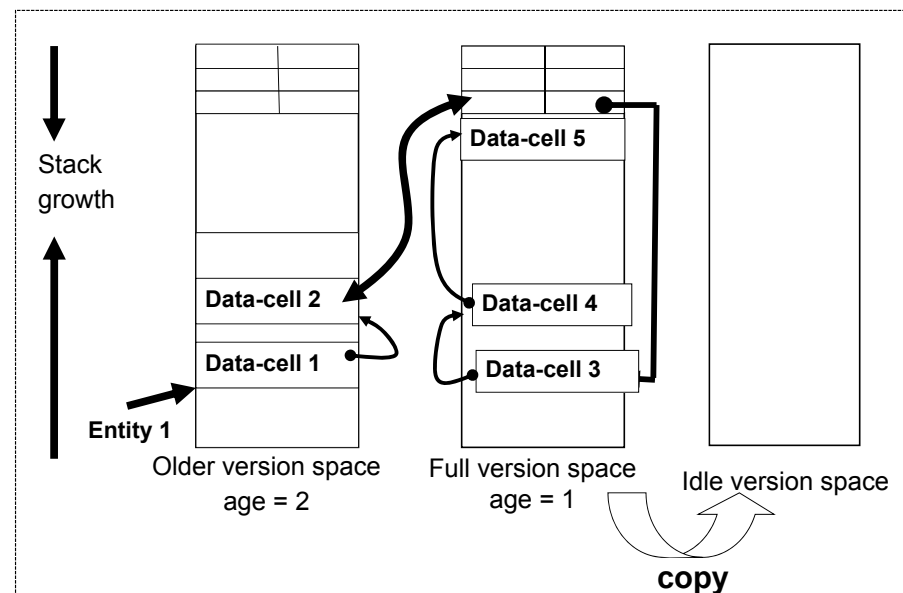 Stack
growth
Data-cell 5
Data-cell 2
Data-cell 4
Data-cell 1
Data-cell 3
Entity 1
Older version space
age = 2
Full version space
age = 1
Idle version space
copy